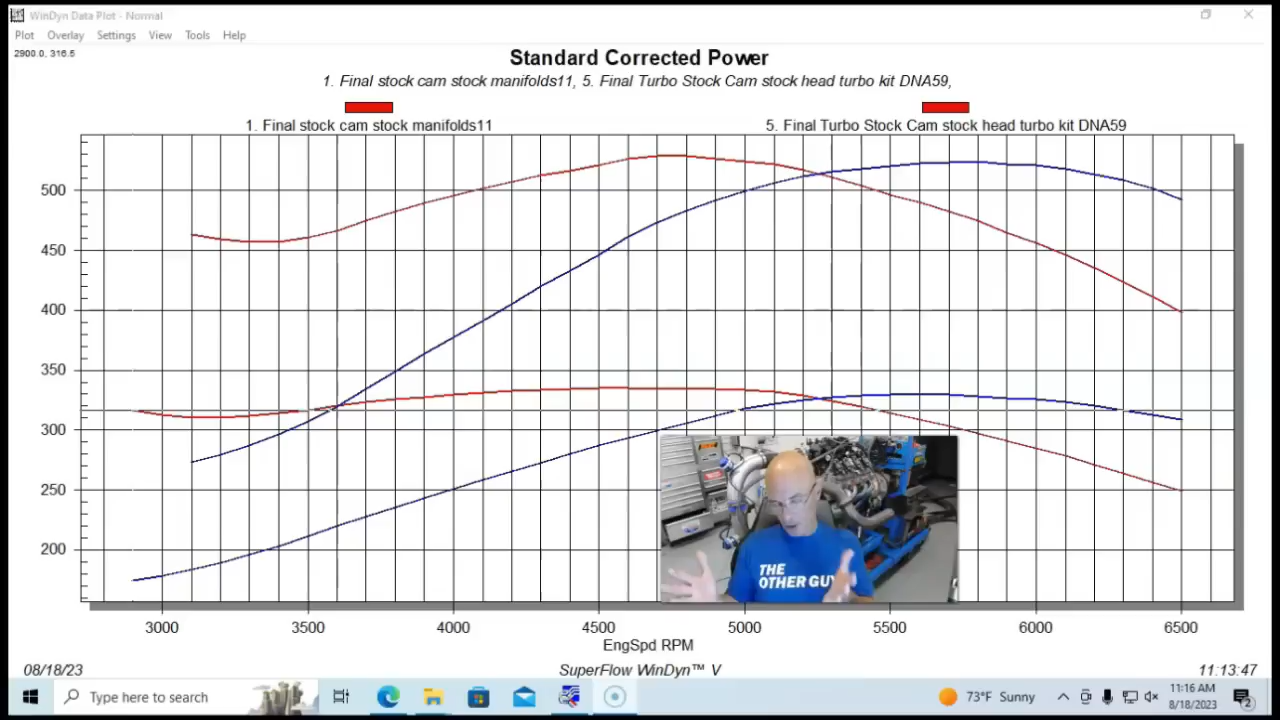 WinDyn Data Plot - Normal
Plot Overlay Settings View Tools Help
2900.0, 316.5
Standard Corrected Power
1. Final stock cam stock manifolds11, 5. Final Turbo Stock Cam stock head turbo kit DNA59,
1. Final stock cam stock manifolds11
5. Final Turbo Stock Cam stock head turbo kit DNA59
500
450
400
350
300
250
200
THE
OTHER GUY
3000 3500 4000 4500 5000 5500 6000 6500
EngSpd RPM
08/18/23
SuperFlow WinDyn™ V
11:13:47
Type here to search
73°F Sunny
11:16 AM
8/18/2023
2